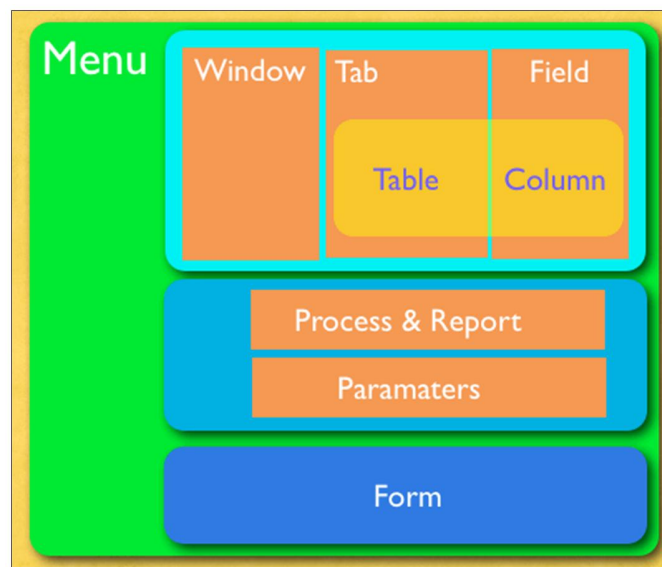 Menu
Window
Tab
Field
Table
Column
Process & Report
Paramaters
Form